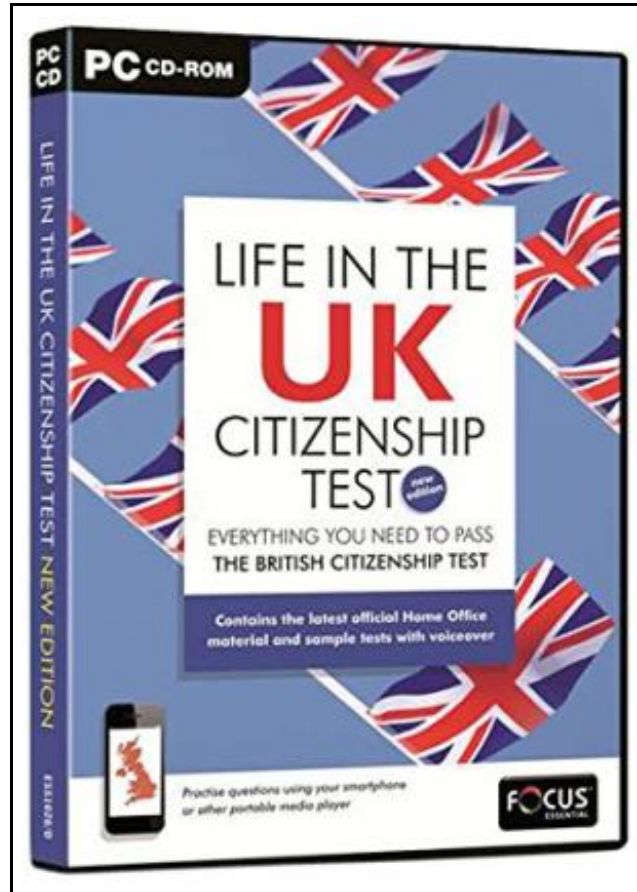 PC
CD
LIFE IN THE UK CITIZENSHIP TEST NEW EDITION
PC CD-ROM
LIFE IN THE
UK
CITIZENSHIP
TEST
new
edition
EVERYTHING YOU NEED TO PASS
THE BRITISH CITIZENSHIP TEST
Contains the latest official Home Office
material and sample tests with voiceover
Practise questions using your smartphone
or other portable media player
FOCUS
ESSENTIAL